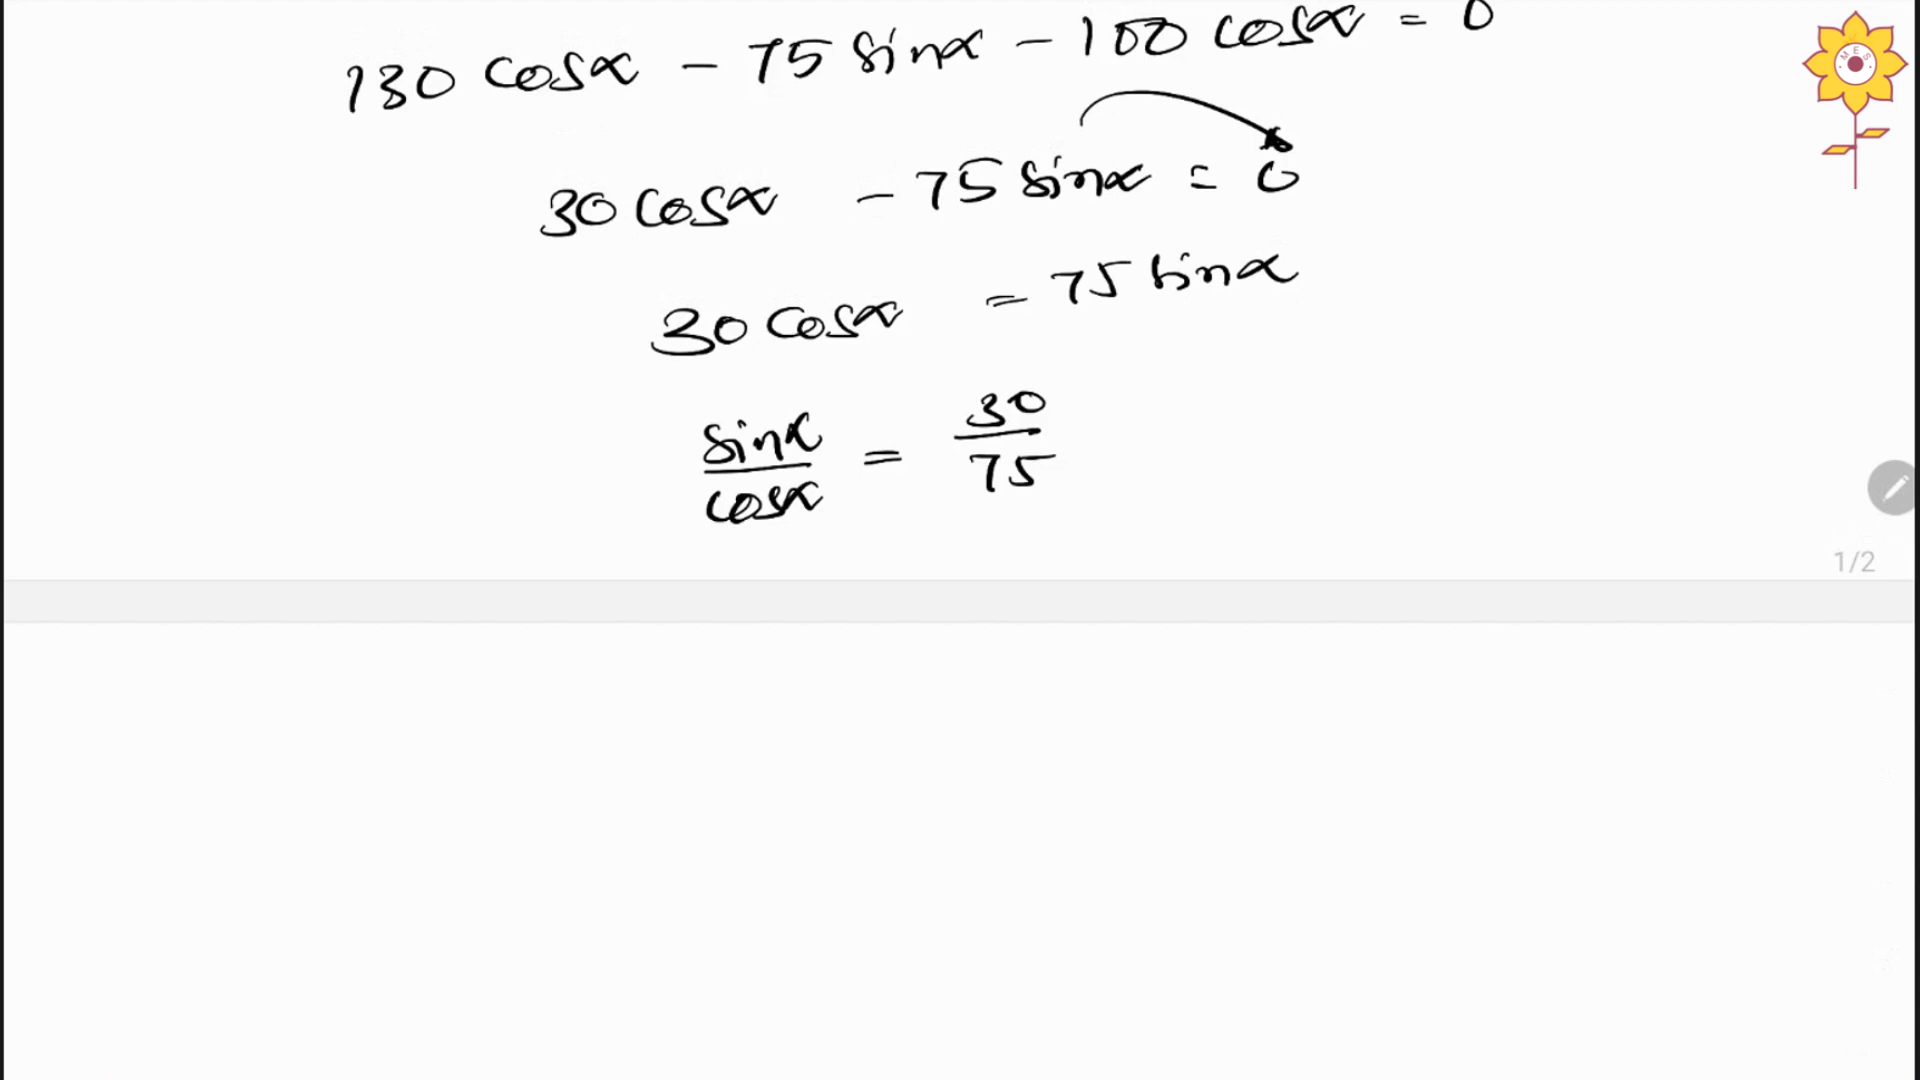 130 cosα - 75 sinα - 100 cosα = 0
30 cosα - 75 sinα = 0
30 cosα = 75 sinα
sinα/cosα = 30/75
1/2
MES